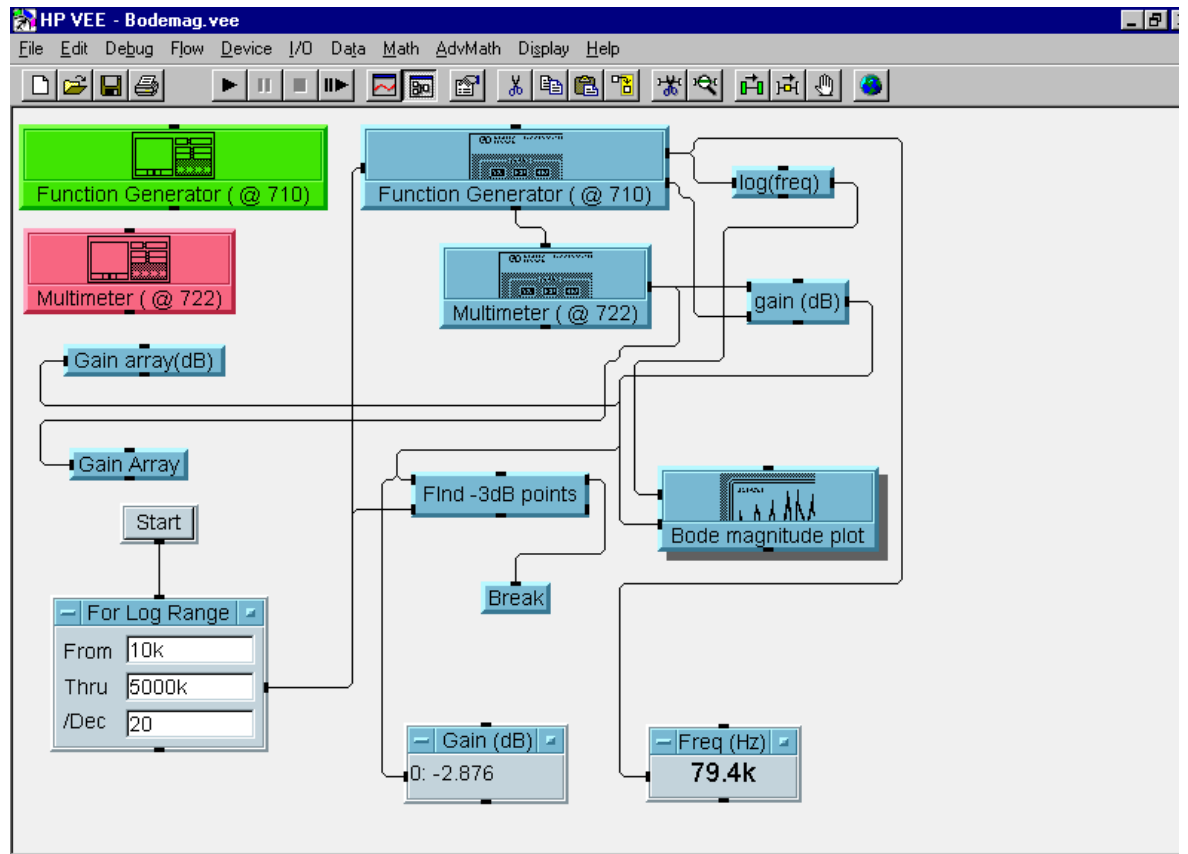 HP VEE - Bodemag.vee
File Edit Debug Flow Device I/O Data Math AdvMath Display Help
Function Generator ( @ 710)
Function Generator ( @ 710)
log(freq)
Multimeter ( @ 722)
Multimeter ( @ 722)
gain (dB)
Gain array(dB)
Gain Array
FInd -3dB points
Bode magnitude plot
Start
Break
For Log Range
From 10k
Thru 5000k
/Dec 20
Gain (dB)
0: -2.876
Freq (Hz)
79.4k